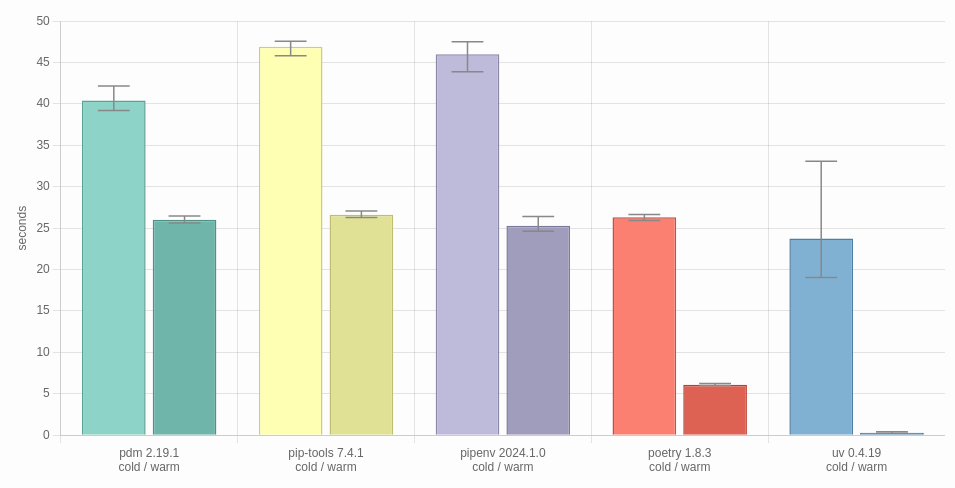 50
45
40
35
30
25
20
15
10
5
0
seconds
pdm 2.19.1
cold / warm
pip-tools 7.4.1
cold / warm
pipenv 2024.1.0
cold / warm
poetry 1.8.3
cold / warm
uv 0.4.19
cold / warm